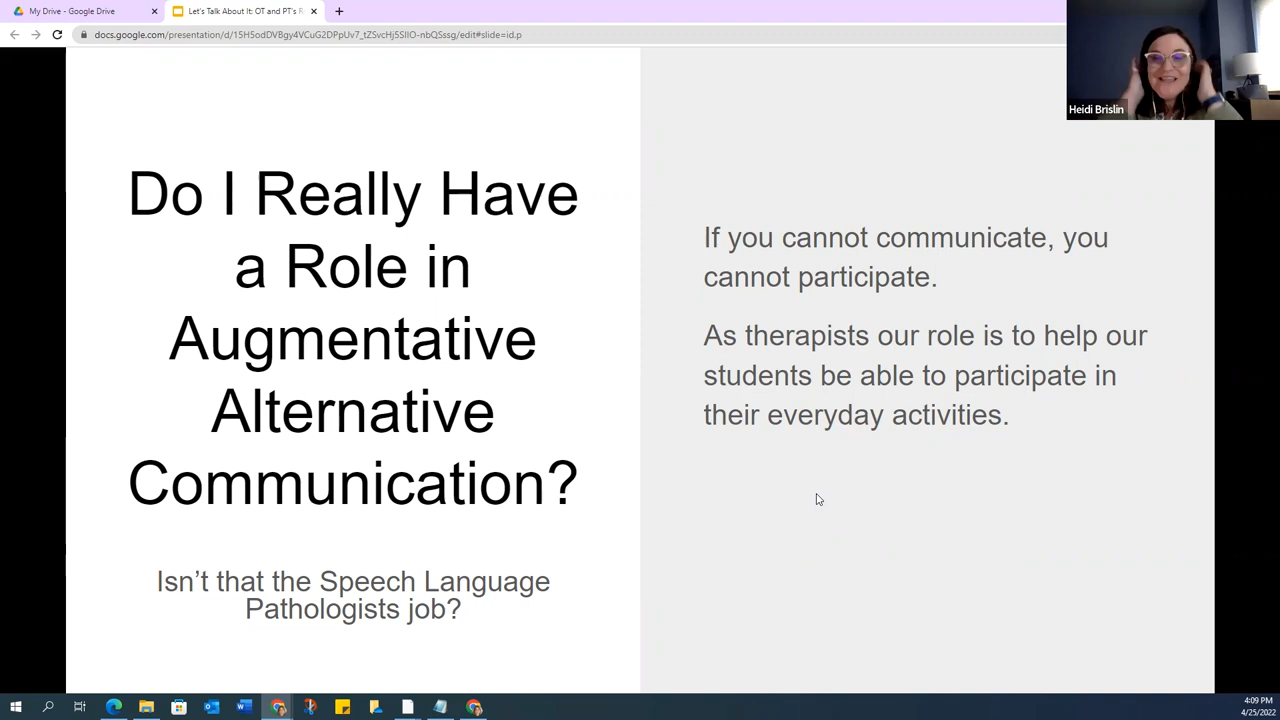 My Drive - Google Drive
Let's Talk About It: OT and PT's R
docs.google.com/presentation/d/15H5odDVBgy4VCuG2DPpUv7_tZSvcHj5SIIO-nbQSssg/edit#slide=id.p
Heidi Brislin
Do I Really Have
a Role in
Augmentative
Alternative
Communication?
Isn't that the Speech Language
Pathologists job?
If you cannot communicate, you
cannot participate.
As therapists our role is to help our
students be able to participate in
their everyday activities.
4:09 PM
4/25/2022